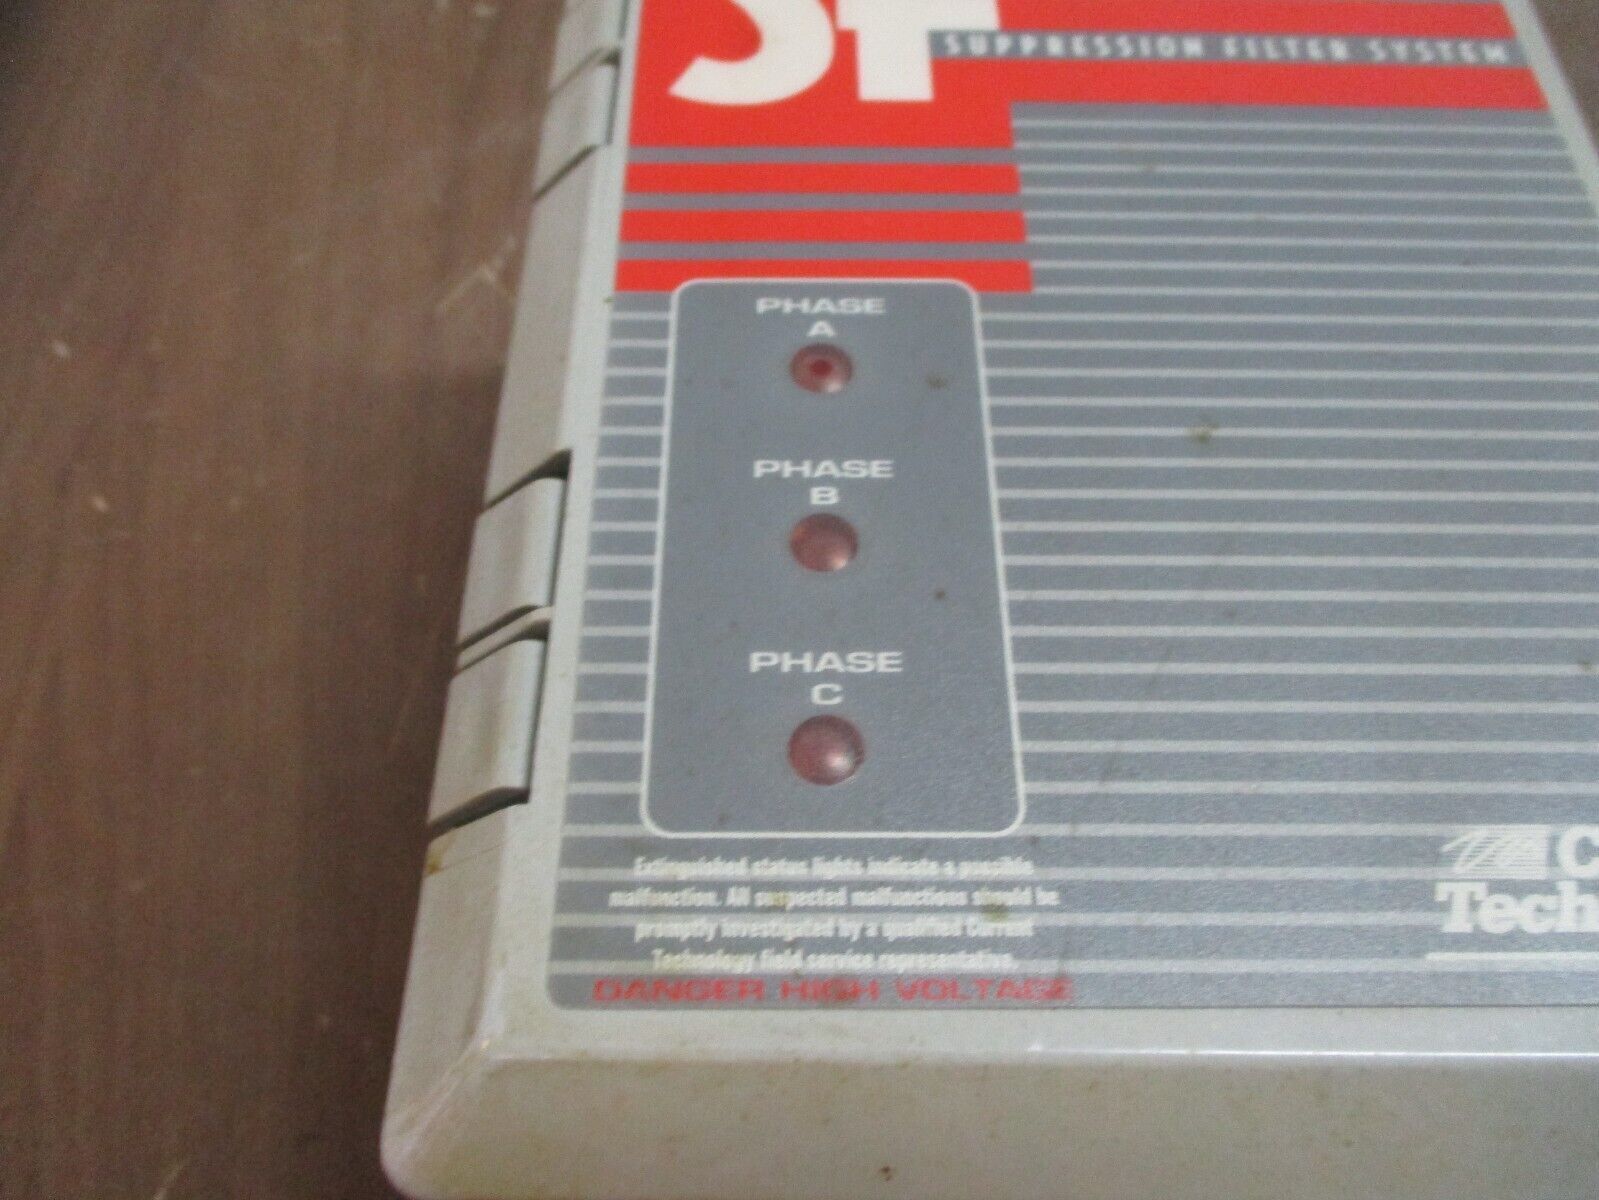 SUPPRESSION FILTER SYSTEM
PHASE
A
PHASE
B
PHASE
C
Extinguished status lights indicate a possible
malfunction. All suspected malfunctions should be
promptly investigated by a qualified Current
Technology field service representative.
DANGER HIGH VOLTAGE
C
Tech